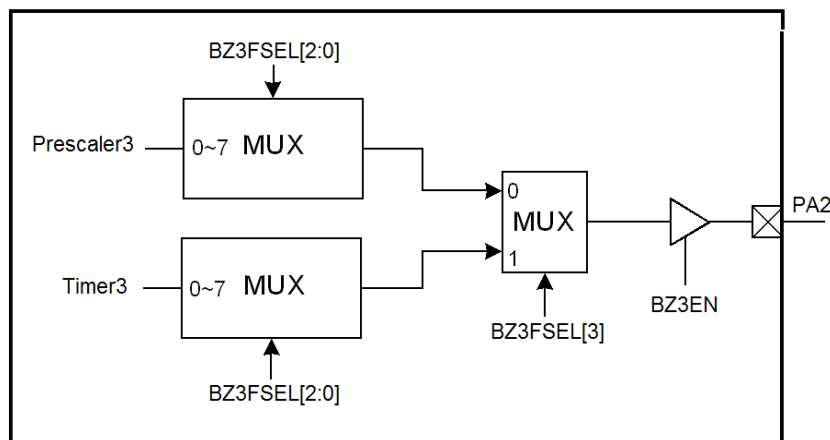 BZ3FSEL[2:0]
Prescaler3
0~7 MUX
0
MUX
PA2
1
Timer3
0~7 MUX
BZ3EN
BZ3FSEL[3]
BZ3FSEL[2:0]